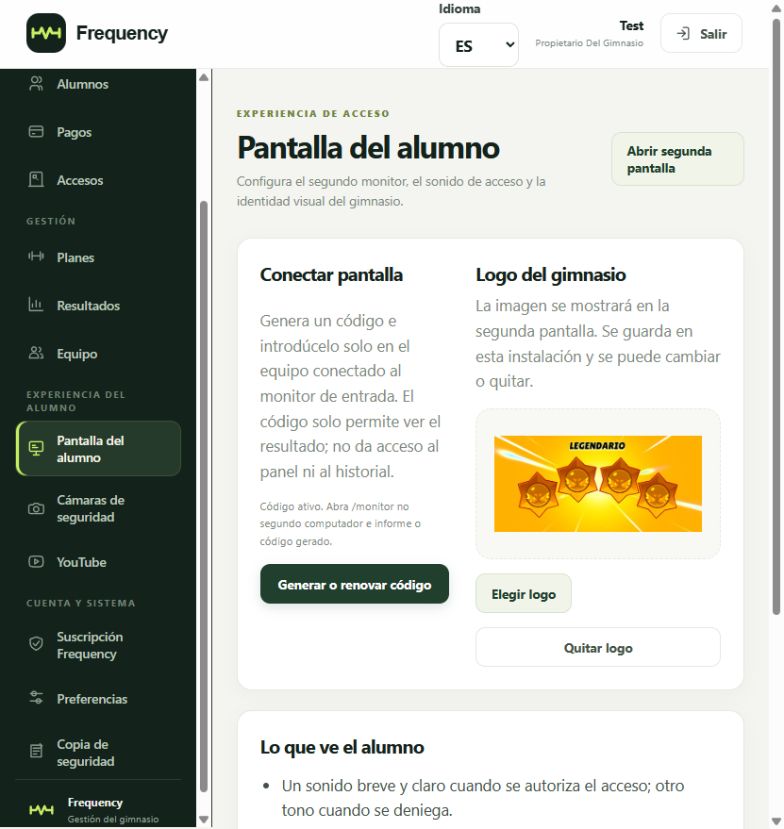 Frequency
Idioma
ES
Test
Propietario Del Gimnasio
Salir
Alumnos
Pagos
Accesos
GESTIÓN
Planes
Resultados
Equipo
EXPERIENCIA DEL
ALUMNO
Pantalla del
alumno
Cámaras de
seguridad
YouTube
CUENTA Y SISTEMA
Suscripción
Frequency
Preferencias
Copia de
seguridad
Frequency
Gestión del gimnasio
EXPERIENCIA DE ACCESO
Pantalla del alumno
Configura el segundo monitor, el sonido de acceso y la
identidad visual del gimnasio.
Abrir segunda
pantalla
Conectar pantalla
Genera un código e
introdúcelo solo en el
equipo conectado al
monitor de entrada. El
código solo permite ver el
resultado; no da acceso al
panel ni al historial.
Código ativo. Abra /monitor no
segundo computador e informe o
código gerado.
Generar o renovar código
Logo del gimnasio
La imagen se mostrará en la
segunda pantalla. Se guarda en
esta instalación y se puede cambiar
o quitar.
LEGENDARIO
Elegir logo
Quitar logo
Lo que ve el alumno
• Un sonido breve y claro cuando se autoriza el acceso; otro
tono cuando se deniega.